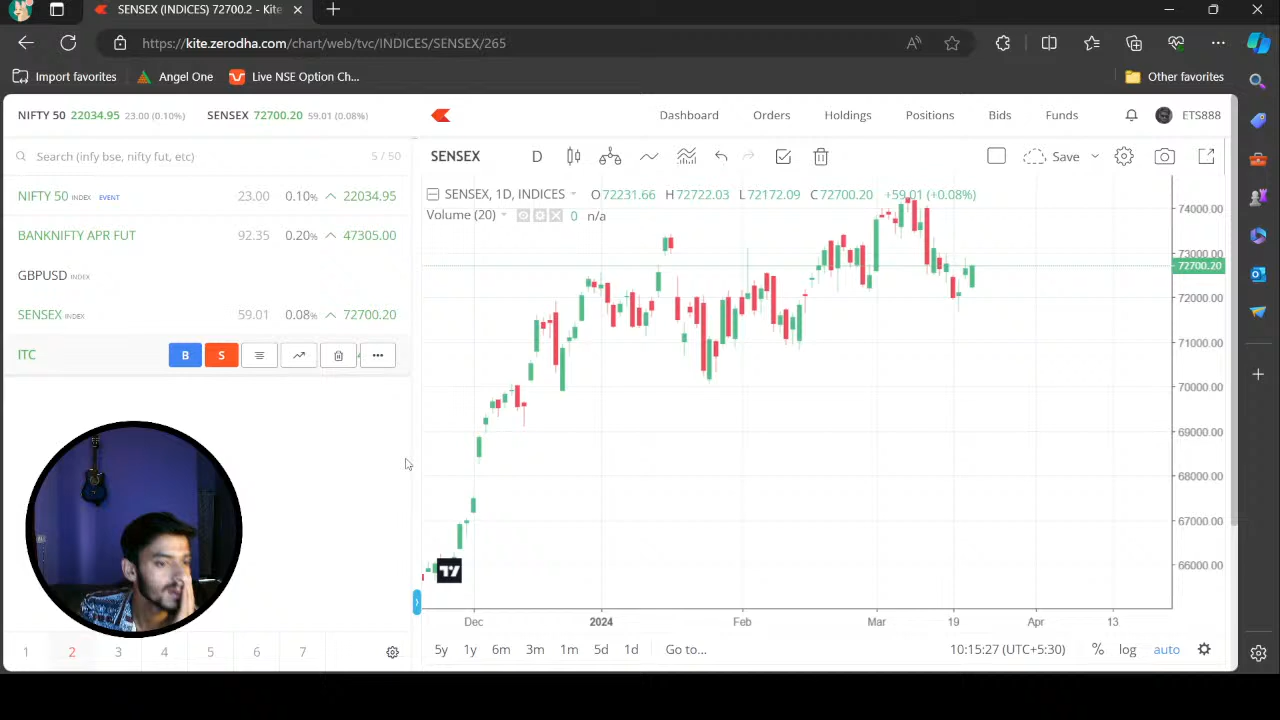 SENSEX (INDICES) 72700.2 - Kite
https://kite.zerodha.com/chart/web/tvc/INDICES/SENSEX/265
Import favorites Angel One Live NSE Option Ch... Other favorites
NIFTY 50 22034.95 23.00 (0.10%) SENSEX 72700.20 59.01 (0.08%)
Dashboard Orders Holdings Positions Bids Funds ETS888
Search (infy bse, nifty fut, etc) 5 / 50
SENSEX D Save
NIFTY 50 INDEX EVENT 23.00 0.10% 22034.95
SENSEX, 1D, INDICES O72231.66 H72722.03 L72172.09 C72700.20 +59.01 (+0.08%)
Volume (20) 0 n/a
BANKNIFTY APR FUT 92.35 0.20% 47305.00
GBPUSD INDEX
SENSEX INDEX 59.01 0.08% 72700.20
ITC B S
74000.00
73000.00
72700.20
72000.00
71000.00
70000.00
69000.00
68000.00
67000.00
66000.00
Dec 2024 Feb Mar 19 Apr 13
1 2 3 4 5 6 7
5y 1y 6m 3m 1m 5d 1d Go to... 10:15:27 (UTC+5:30) % log auto